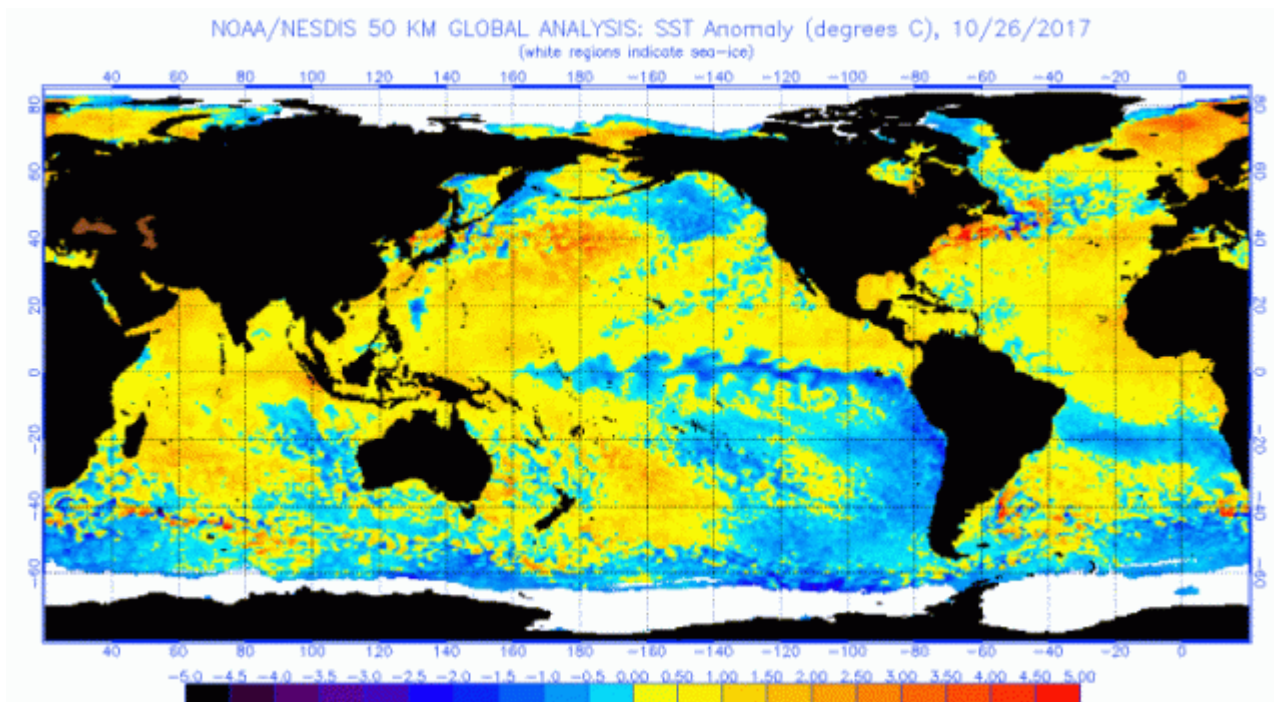 NOAA/NESDIS 50 KM GLOBAL ANALYSIS: SST Anomaly (degrees C), 10/26/2017
(white regions indicate sea-ice)
40 60 80 100 120 140 160 180 -160 -140 -120 -100 -80 -60 -40 -20 0
80 80
60 60
40 40
20 20
0 0
-20 -20
-40 -40
-60 -60
40 60 80 100 120 140 160 180 -160 -140 -120 -100 -80 -60 -40 -20 0
-5.0 -4.5 -4.0 -3.5 -3.0 -2.5 -2.0 -1.5 -1.0 -0.5 0.00 0.50 1.00 1.50 2.00 2.50 3.00 3.50 4.00 4.50 5.00